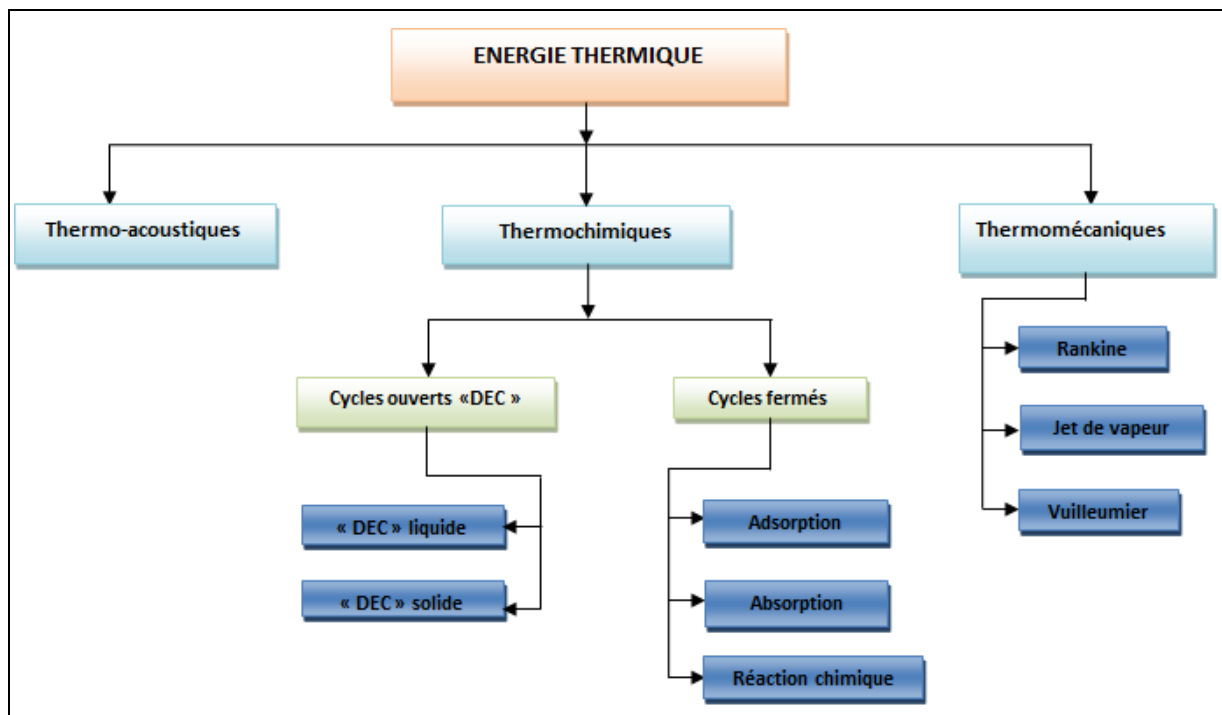 ENERGIE THERMIQUE
Thermo-acoustiques
Thermochimiques
Thermomécaniques
Rankine
Jet de vapeur
Vuilleumier
Cycles ouverts «DEC »
Cycles fermés
« DEC » liquide
« DEC » solide
Adsorption
Absorption
Réaction chimique